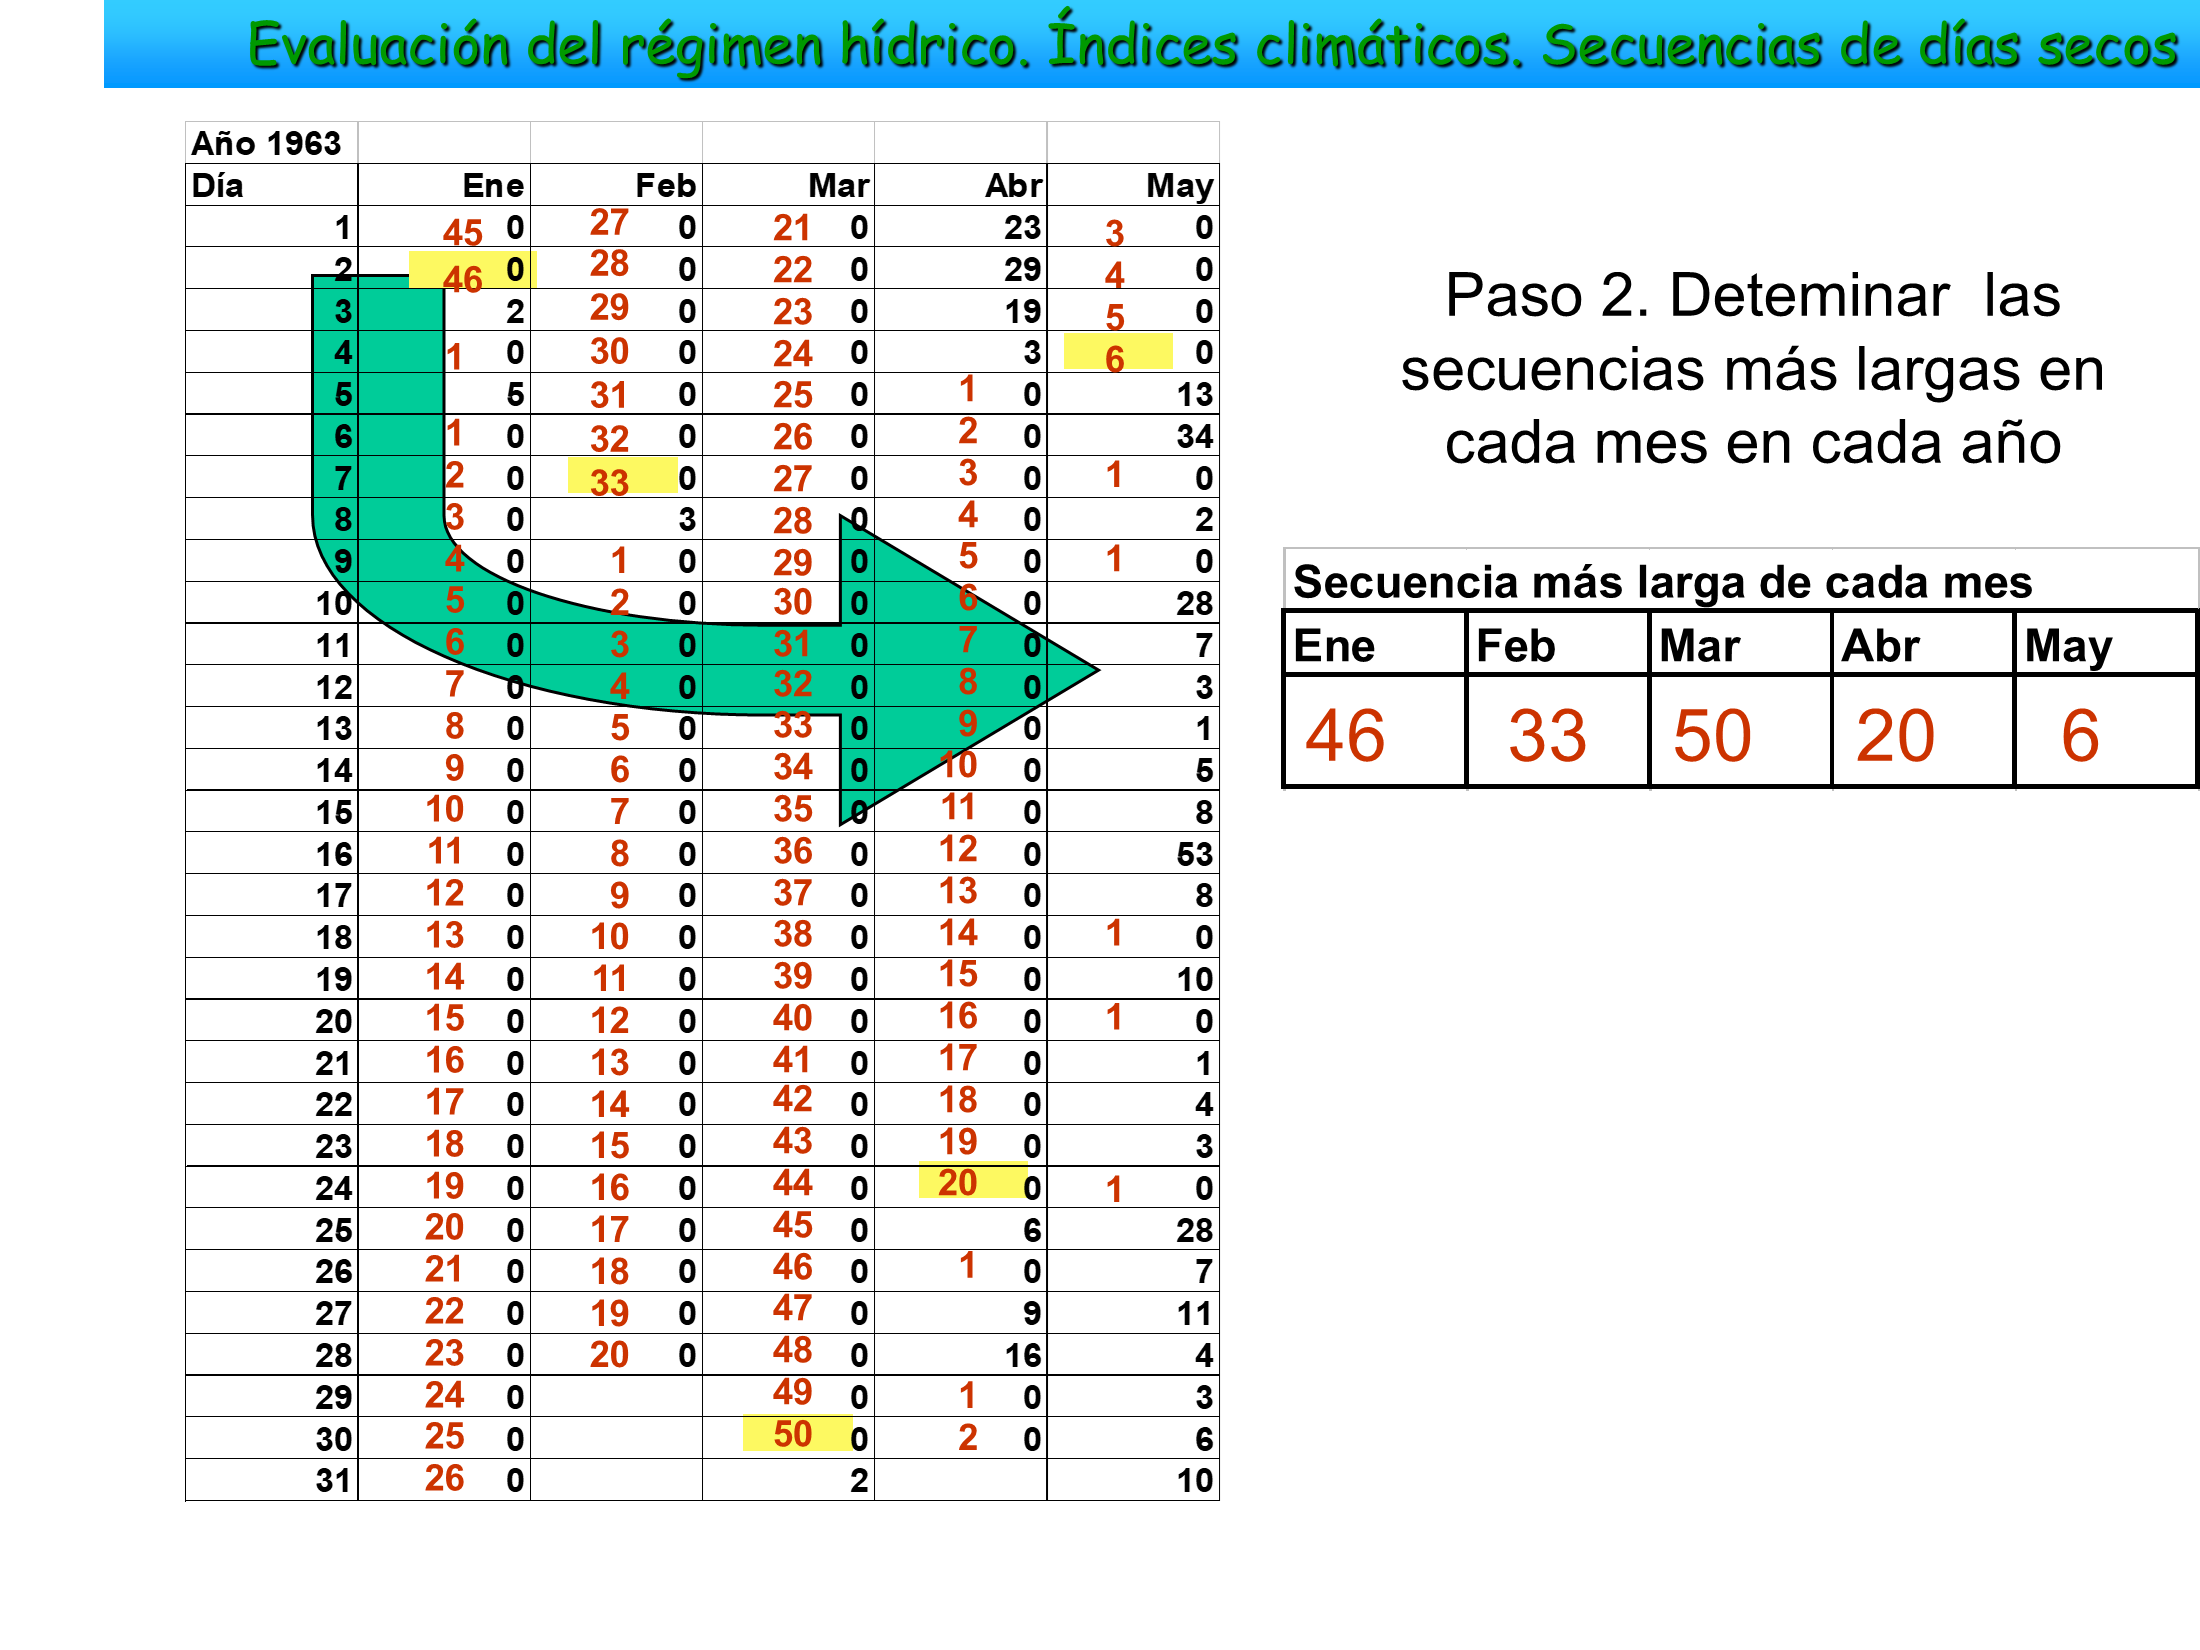 Evaluación del régimen hídrico. Índices climáticos. Secuencias de días secos
Año 1963
Día Ene Feb Mar Abr May
1 45 0 27 0 21 0 23 3 0
2 46 0 28 0 22 0 29 4 0
3 2 29 0 23 0 19 5 0
4 1 0 30 0 24 0 3 6 0
5 5 31 0 25 0 1 0 13
6 1 0 32 0 26 0 2 0 34
7 2 0 33 0 27 0 3 0 1 0
8 3 0 3 28 0 4 0 2
9 4 0 1 0 29 0 5 0 1 0
10 5 0 2 0 30 0 6 0 28
11 6 0 3 0 31 0 7 0 7
12 7 0 4 0 32 0 8 0 3
13 8 0 5 0 33 0 9 0 1
14 9 0 6 0 34 0 10 0 5
15 10 0 7 0 35 0 11 0 8
16 11 0 8 0 36 0 12 0 53
17 12 0 9 0 37 0 13 0 8
18 13 0 10 0 38 0 14 0 1 0
19 14 0 11 0 39 0 15 0 10
20 15 0 12 0 40 0 16 0 1 0
21 16 0 13 0 41 0 17 0 1
22 17 0 14 0 42 0 18 0 4
23 18 0 15 0 43 0 19 0 3
24 19 0 16 0 44 0 20 0 1 0
25 20 0 17 0 45 0 6 28
26 21 0 18 0 46 0 1 0 7
27 22 0 19 0 47 0 9 11
28 23 0 20 0 48 0 16 4
29 24 0 49 0 1 0 3
30 25 0 50 0 2 0 6
31 26 0 2 10
Paso 2. Deteminar las
secuencias más largas en
cada mes en cada año
Secuencia más larga de cada mes
Ene Feb Mar Abr May
46 33 50 20 6